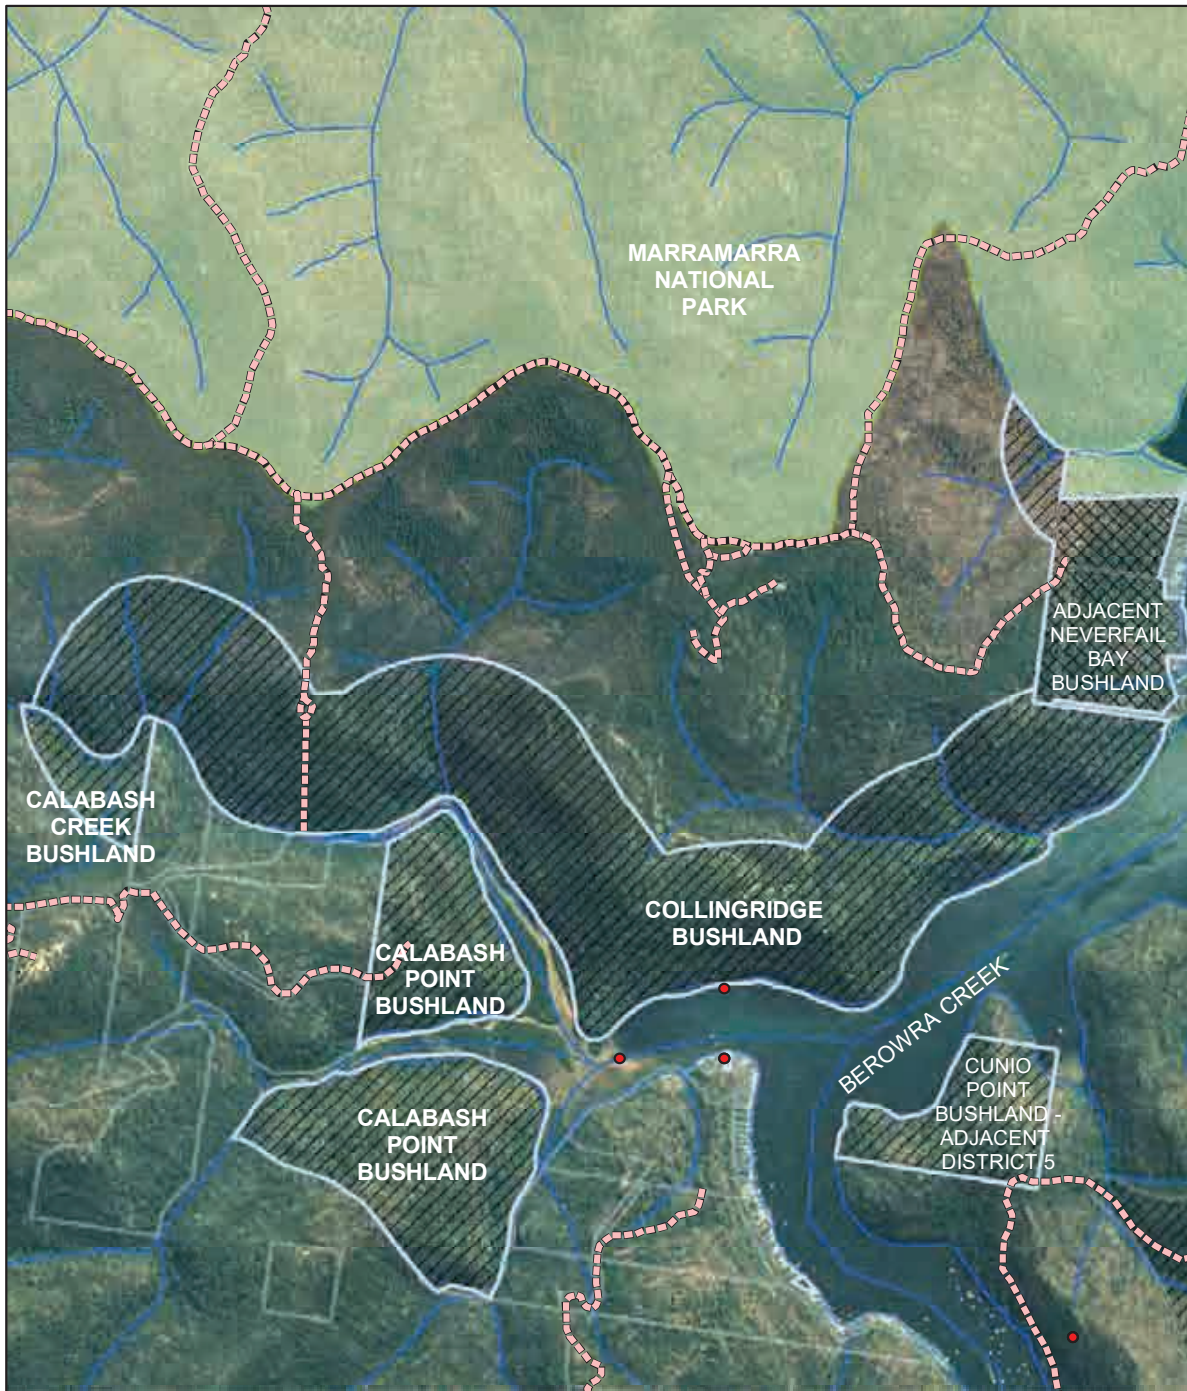 MARRAMARRA
NATIONAL
PARK
ADJACENT
NEVERFAIL
BAY
BUSHLAND
CALABASH
CREEK
BUSHLAND
COLLINGRIDGE
BUSHLAND
CALABASH
POINT
BUSHLAND
BEROWRA CREEK
CUNIO
POINT
BUSHLAND -
ADJACENT
DISTRICT 5
CALABASH
POINT
BUSHLAND